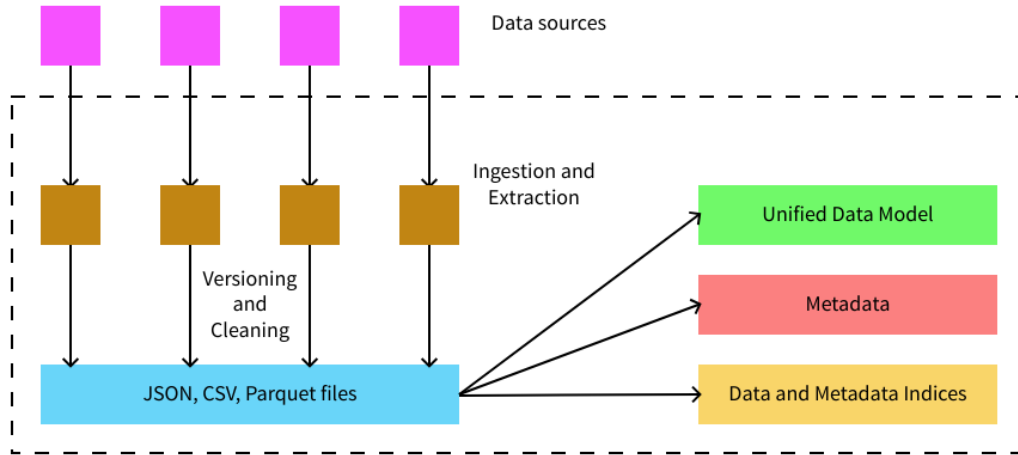 Data sources
Ingestion and
Extraction
Unified Data Model
Versioning
and
Cleaning
Metadata
JSON, CSV, Parquet files
Data and Metadata Indices